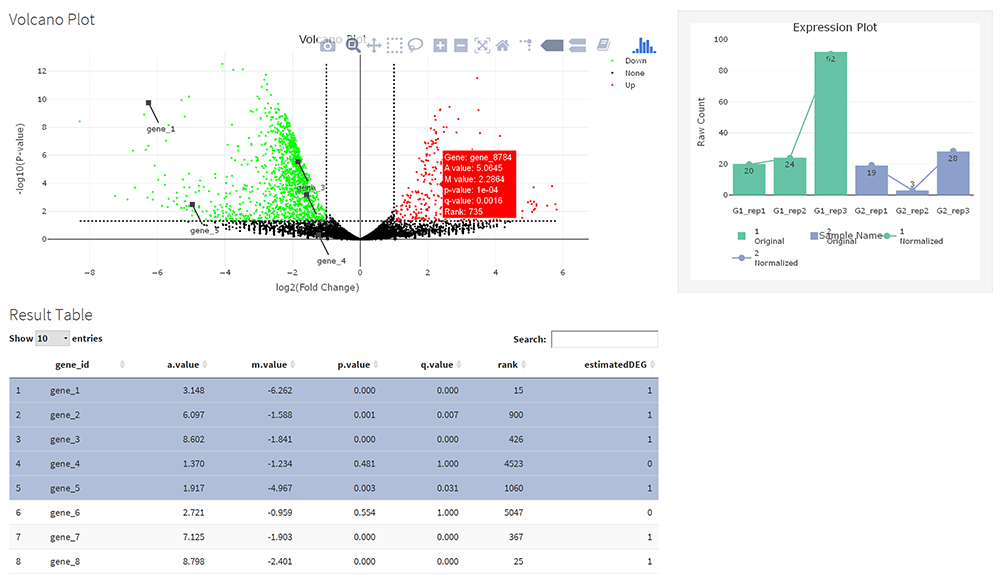 Volcano Plot
Volcano Plot
-log10(P-value)
12
10
8
6
4
2
0
−8
−6
−4
−2
0
2
4
6
log2(Fold Change)
gene_1
gene_3
gene_5
gene_4
Gene: gene_8784
A value: 5.0645
M value: 2.2864
p-value: 1e-04
q-value: 0.0016
Rank: 735
Down
None
Up
Expression Plot
Raw Count
100
80
60
40
20
0
20
24
92
19
3
28
G1_rep1 G1_rep2 G1_rep3 G2_rep1 G2_rep2 G2_rep3
Sample Name
1
Original
2
Original
1
Normalized
2
Normalized
Result Table
Show 10 entries
Search:
gene_id a.value m.value p.value q.value rank estimatedDEG
1 gene_1 3.148 -6.262 0.000 0.000 15 1
2 gene_2 6.097 -1.588 0.001 0.007 900 1
3 gene_3 8.602 -1.841 0.000 0.000 426 1
4 gene_4 1.370 -1.234 0.481 1.000 4523 0
5 gene_5 1.917 -4.967 0.003 0.031 1060 1
6 gene_6 2.721 -0.959 0.554 1.000 5047 0
7 gene_7 7.125 -1.903 0.000 0.000 367 1
8 gene_8 8.798 -2.401 0.000 0.000 25 1